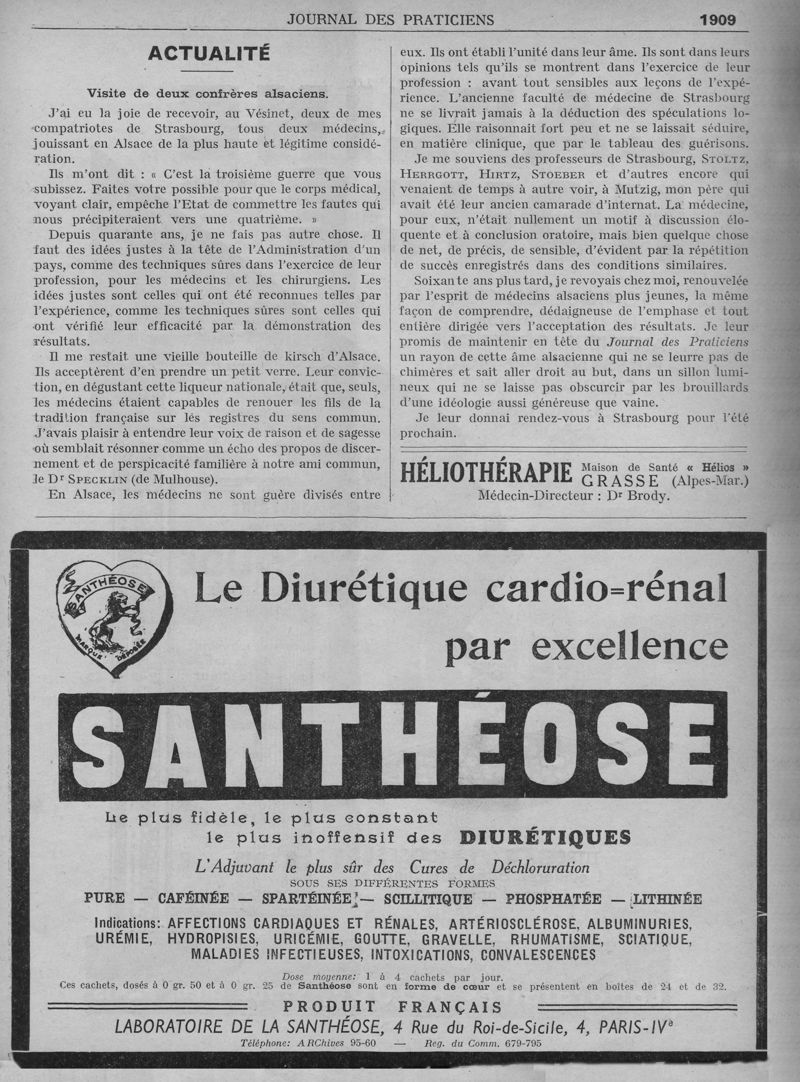 JOURNAL DES PRATICIENS
1909
ACTUALITÉ
Visite de deux confrères alsaciens.
J'ai eu la joie de recevoir, au Vésinet, deux de mes
compatriotes de Strasbourg, tous deux médecins,
jouissant en Alsace de la plus haute et légitime considé-
ration.
Ils m'ont dit : « C'est la troisième guerre que vous
subissez. Faites votre possible pour que le corps médical,
voyant clair, empêche l'Etat de commettre les fautes qui
nous précipiteraient vers une quatrième. »
Depuis quarante ans, je ne fais pas autre chose. Il
faut des idées justes à la tête de l'Administration d'un
pays, comme des techniques sûres dans l'exercice de leur
profession, pour les médecins et les chirurgiens. Les
idées justes sont celles qui ont été reconnues telles par
l'expérience, comme les techniques sûres sont celles qui
ont vérifié leur efficacité par la démonstration des
résultats.
Il me restait une vieille bouteille de kirsch d'Alsace.
Ils acceptèrent d'en prendre un petit verre. Leur convic-
tion, en dégustant cette liqueur nationale, était que, seuls,
les médecins étaient capables de renouer les fils de la
tradition française sur les registres du sens commun.
J'avais plaisir à entendre leur voix de raison et de sagesse
où semblait résonner comme un écho des propos de discer-
nement et de perspicacité familière à notre ami commun,
le Dr SPECKLIN (de Mulhouse).
En Alsace, les médecins ne sont guère divisés entre
eux. Ils ont établi l'unité dans leur âme. Ils sont dans leurs
opinions tels qu'ils se montrent dans l'exercice de leur
profession : avant tout sensibles aux leçons de l'expé-
rience. L'ancienne faculté de médecine de Strasbourg
ne se livrait jamais à la déduction des spéculations lo-
giques. Elle raisonnait fort peu et ne se laissait séduire,
en matière clinique, que par le tableau des guérisons.
Je me souviens des professeurs de Strasbourg, STOLTZ,
HERRGOTT, HIRTZ, STOEBER et d'autres encore qui
venaient de temps à autre voir, à Mutzig, mon père qui
avait été leur ancien camarade d'internat. La médecine,
pour eux, n'était nullement un motif à discussion élo-
quente et à conclusion oratoire, mais bien quelque chose
de net, de précis, de sensible, d'évident par la répétition
de succès enregistrés dans des conditions similaires.
Soixante ans plus tard, je revoyais chez moi, renouvelée
par l'esprit de médecins alsaciens plus jeunes, la même
façon de comprendre, dédaigneuse de l'emphase et tout
entière dirigée vers l'acceptation des résultats. Je leur
promis de maintenir en tête du Journal des Praticiens
un rayon de cette âme alsacienne qui ne se leurre pas de
chimères et sait aller droit au but, dans un sillon lumi-
neux qui ne se laisse pas obscurcir par les brouillards
d'une idéologie aussi généreuse que vaine.
Je leur donnai rendez-vous à Strasbourg pour l'été
prochain.
HÉLIOTHÉRAPIE Maison de Santé « Hélios »
GRASSE (Alpes-Mar.)
Médecin-Directeur : Dr Brody.
SANTHÉOSE
MARQUE DÉPOSÉE
Le Diurétique cardio-rénal
par excellence
SANTHÉOSE
Le plus fidèle, le plus constant
le plus inoffensif des DIURÉTIQUES
L'Adjuvant le plus sûr des Cures de Déchloruration
SOUS SES DIFFÉRENTES FORMES
PURE — CAFÉINÉE — SPARTÉINÉE — SCILLITIQUE — PHOSPHATÉE — LITHINÉE
Indications: AFFECTIONS CARDIAQUES ET RÉNALES, ARTÉRIOSCLÉROSE, ALBUMINURIES,
URÉMIE, HYDROPISIES, URICÉMIE, GOUTTE, GRAVELLE, RHUMATISME, SCIATIQUE,
MALADIES INFECTIEUSES, INTOXICATIONS, CONVALESCENCES
Dose moyenne: 1 à 4 cachets par jour.
Ces cachets, dosés à 0 gr. 50 et à 0 gr. 25 de Santhéose sont en forme de cœur et se présentent en boîtes de 24 et de 32.
PRODUIT FRANÇAIS
LABORATOIRE DE LA SANTHÉOSE, 4 Rue du Roi-de-Sicile, 4, PARIS-IVe
Téléphone: ARChives 95-60 — Reg. du Comm. 679-795